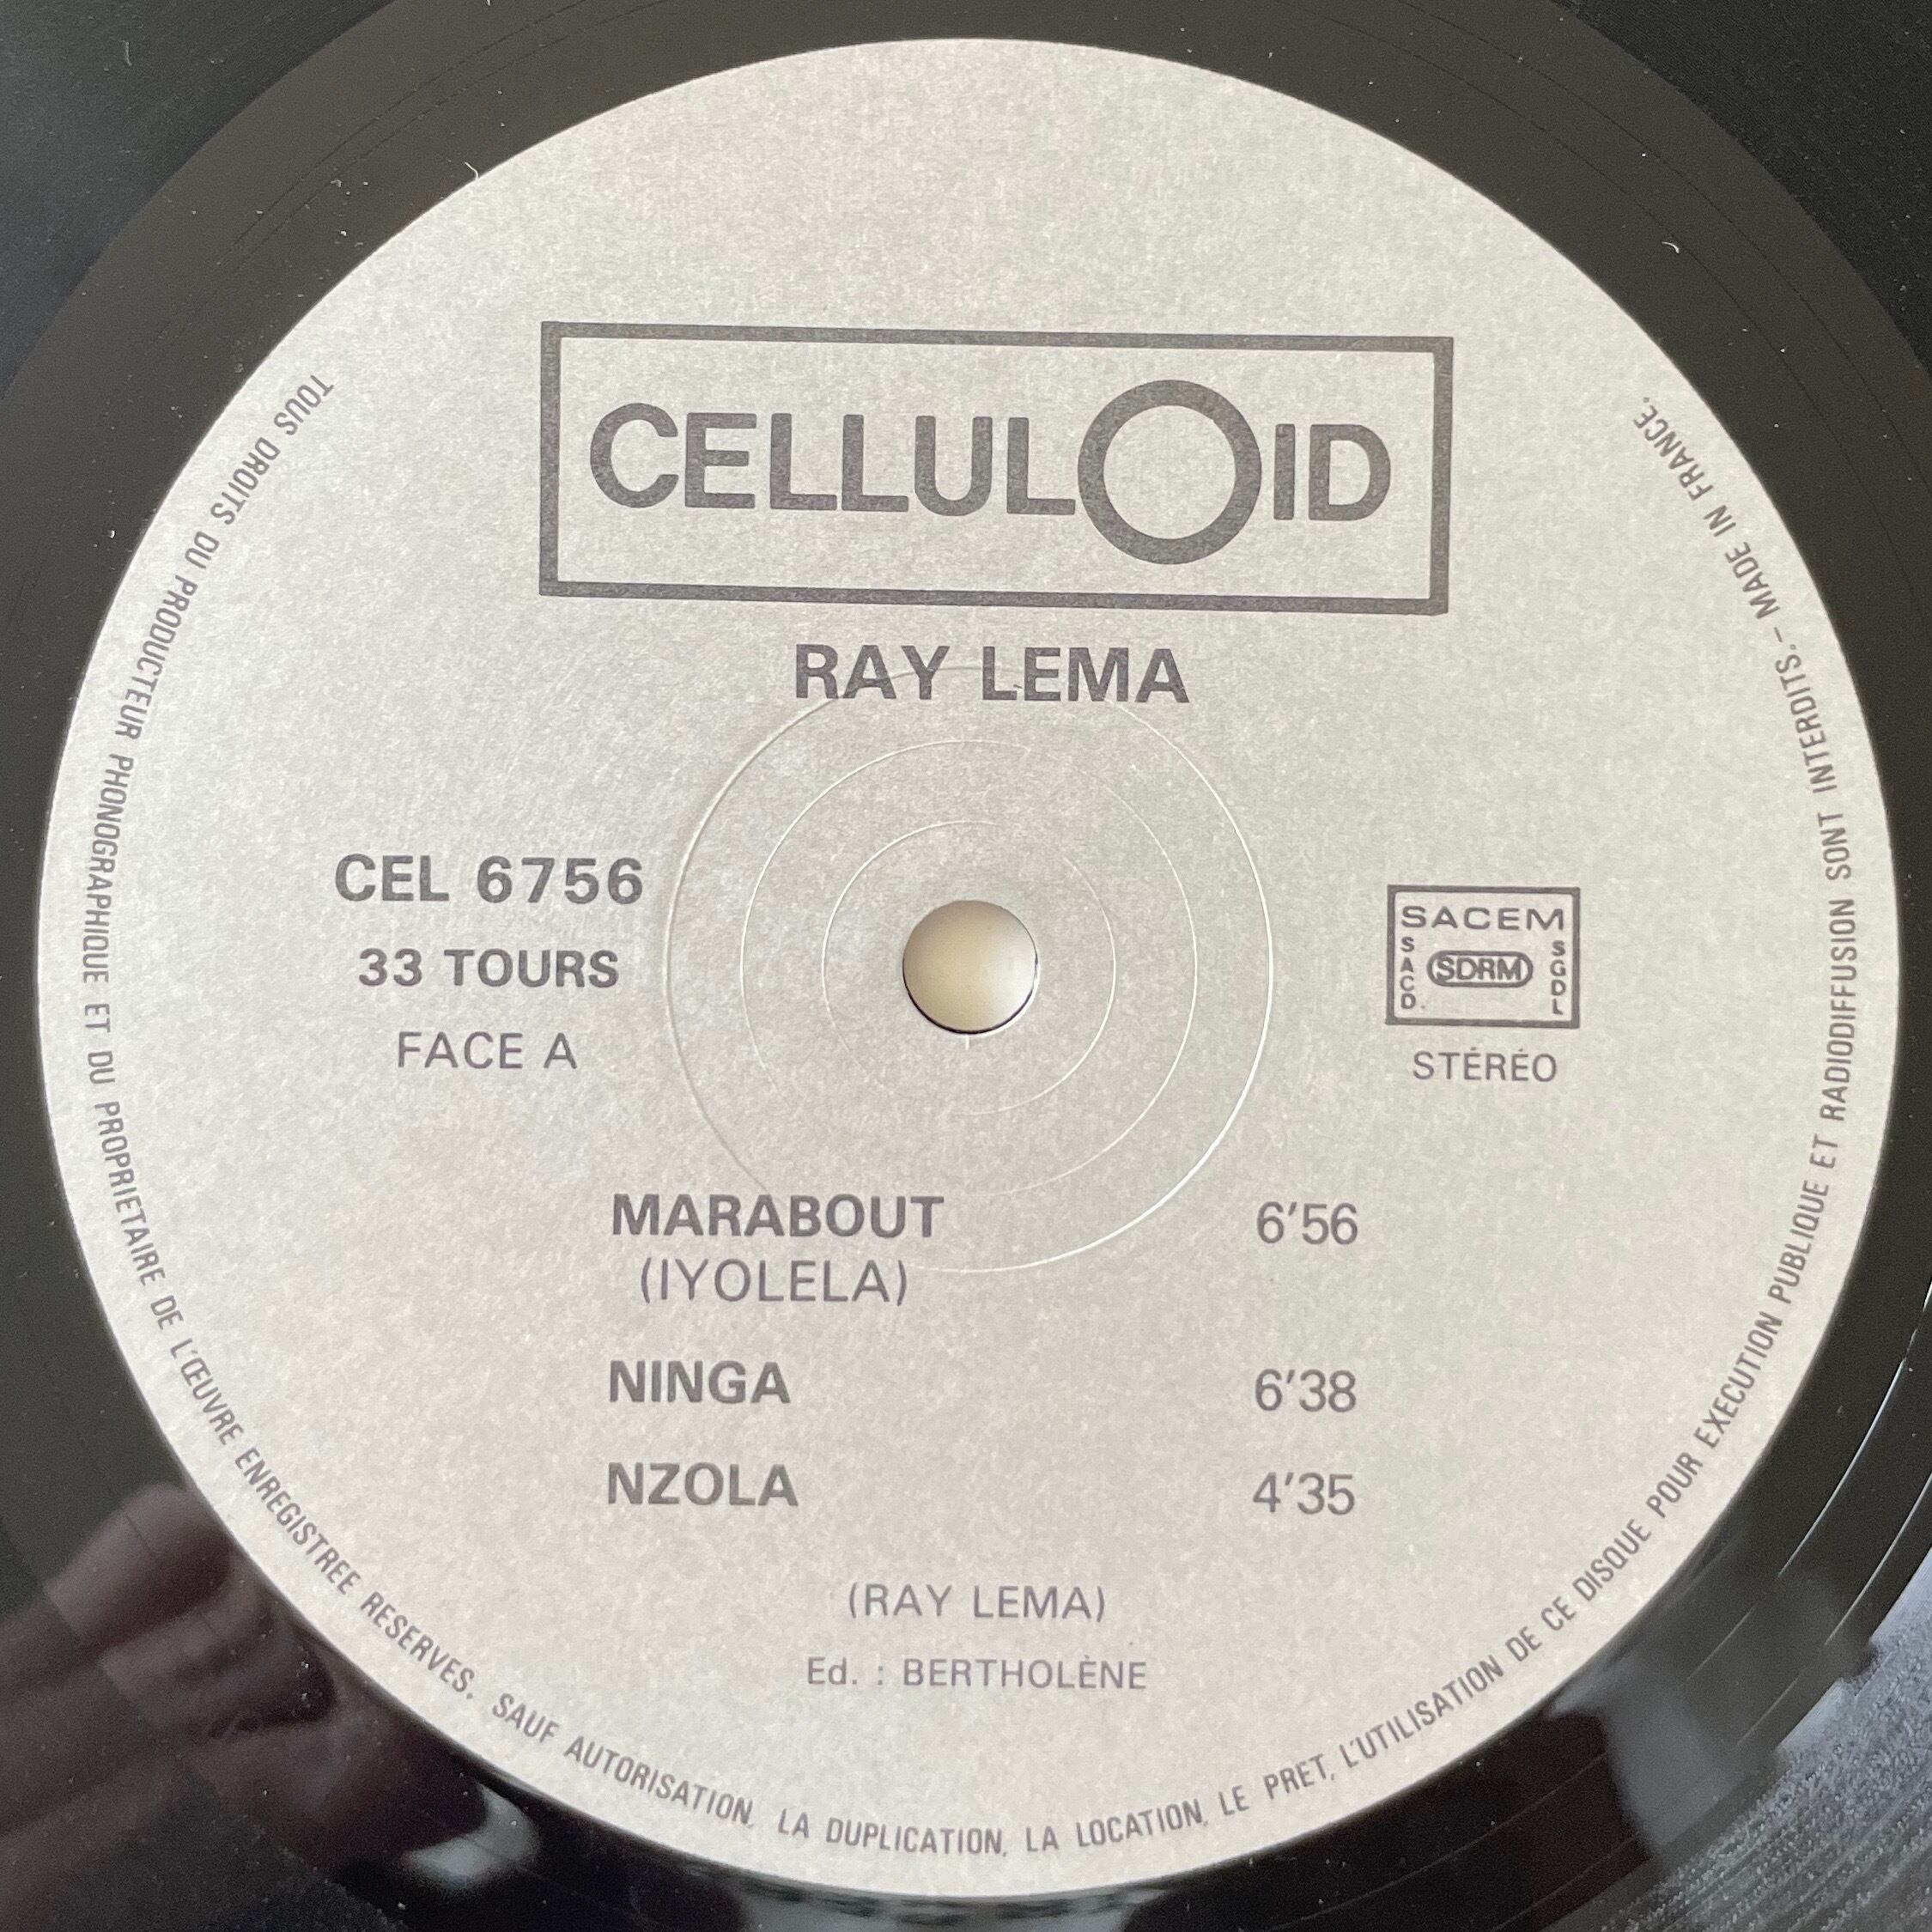 CELLULOID
RAY LEMA
CEL 6756
33 TOURS
FACE A
SACEM
SACD
SDRM
SGDL
STÉRÉO
MARABOUT 6'56
(IYOLELA)
NINGA 6'38
NZOLA 4'35
(RAY LEMA)
Ed. : BERTHOLÈNE
TOUS DROITS DU PRODUCTEUR PHONOGRAPHIQUE ET DU PROPRIETAIRE DE L'ŒUVRE ENREGISTREE RESERVES. SAUF AUTORISATION, LA DUPLICATION, LA LOCATION, LE PRET, L'UTILISATION DE CE DISQUE POUR EXECUTION PUBLIQUE ET RADIODIFFUSION SONT INTERDITS.– MADE IN FRANCE.